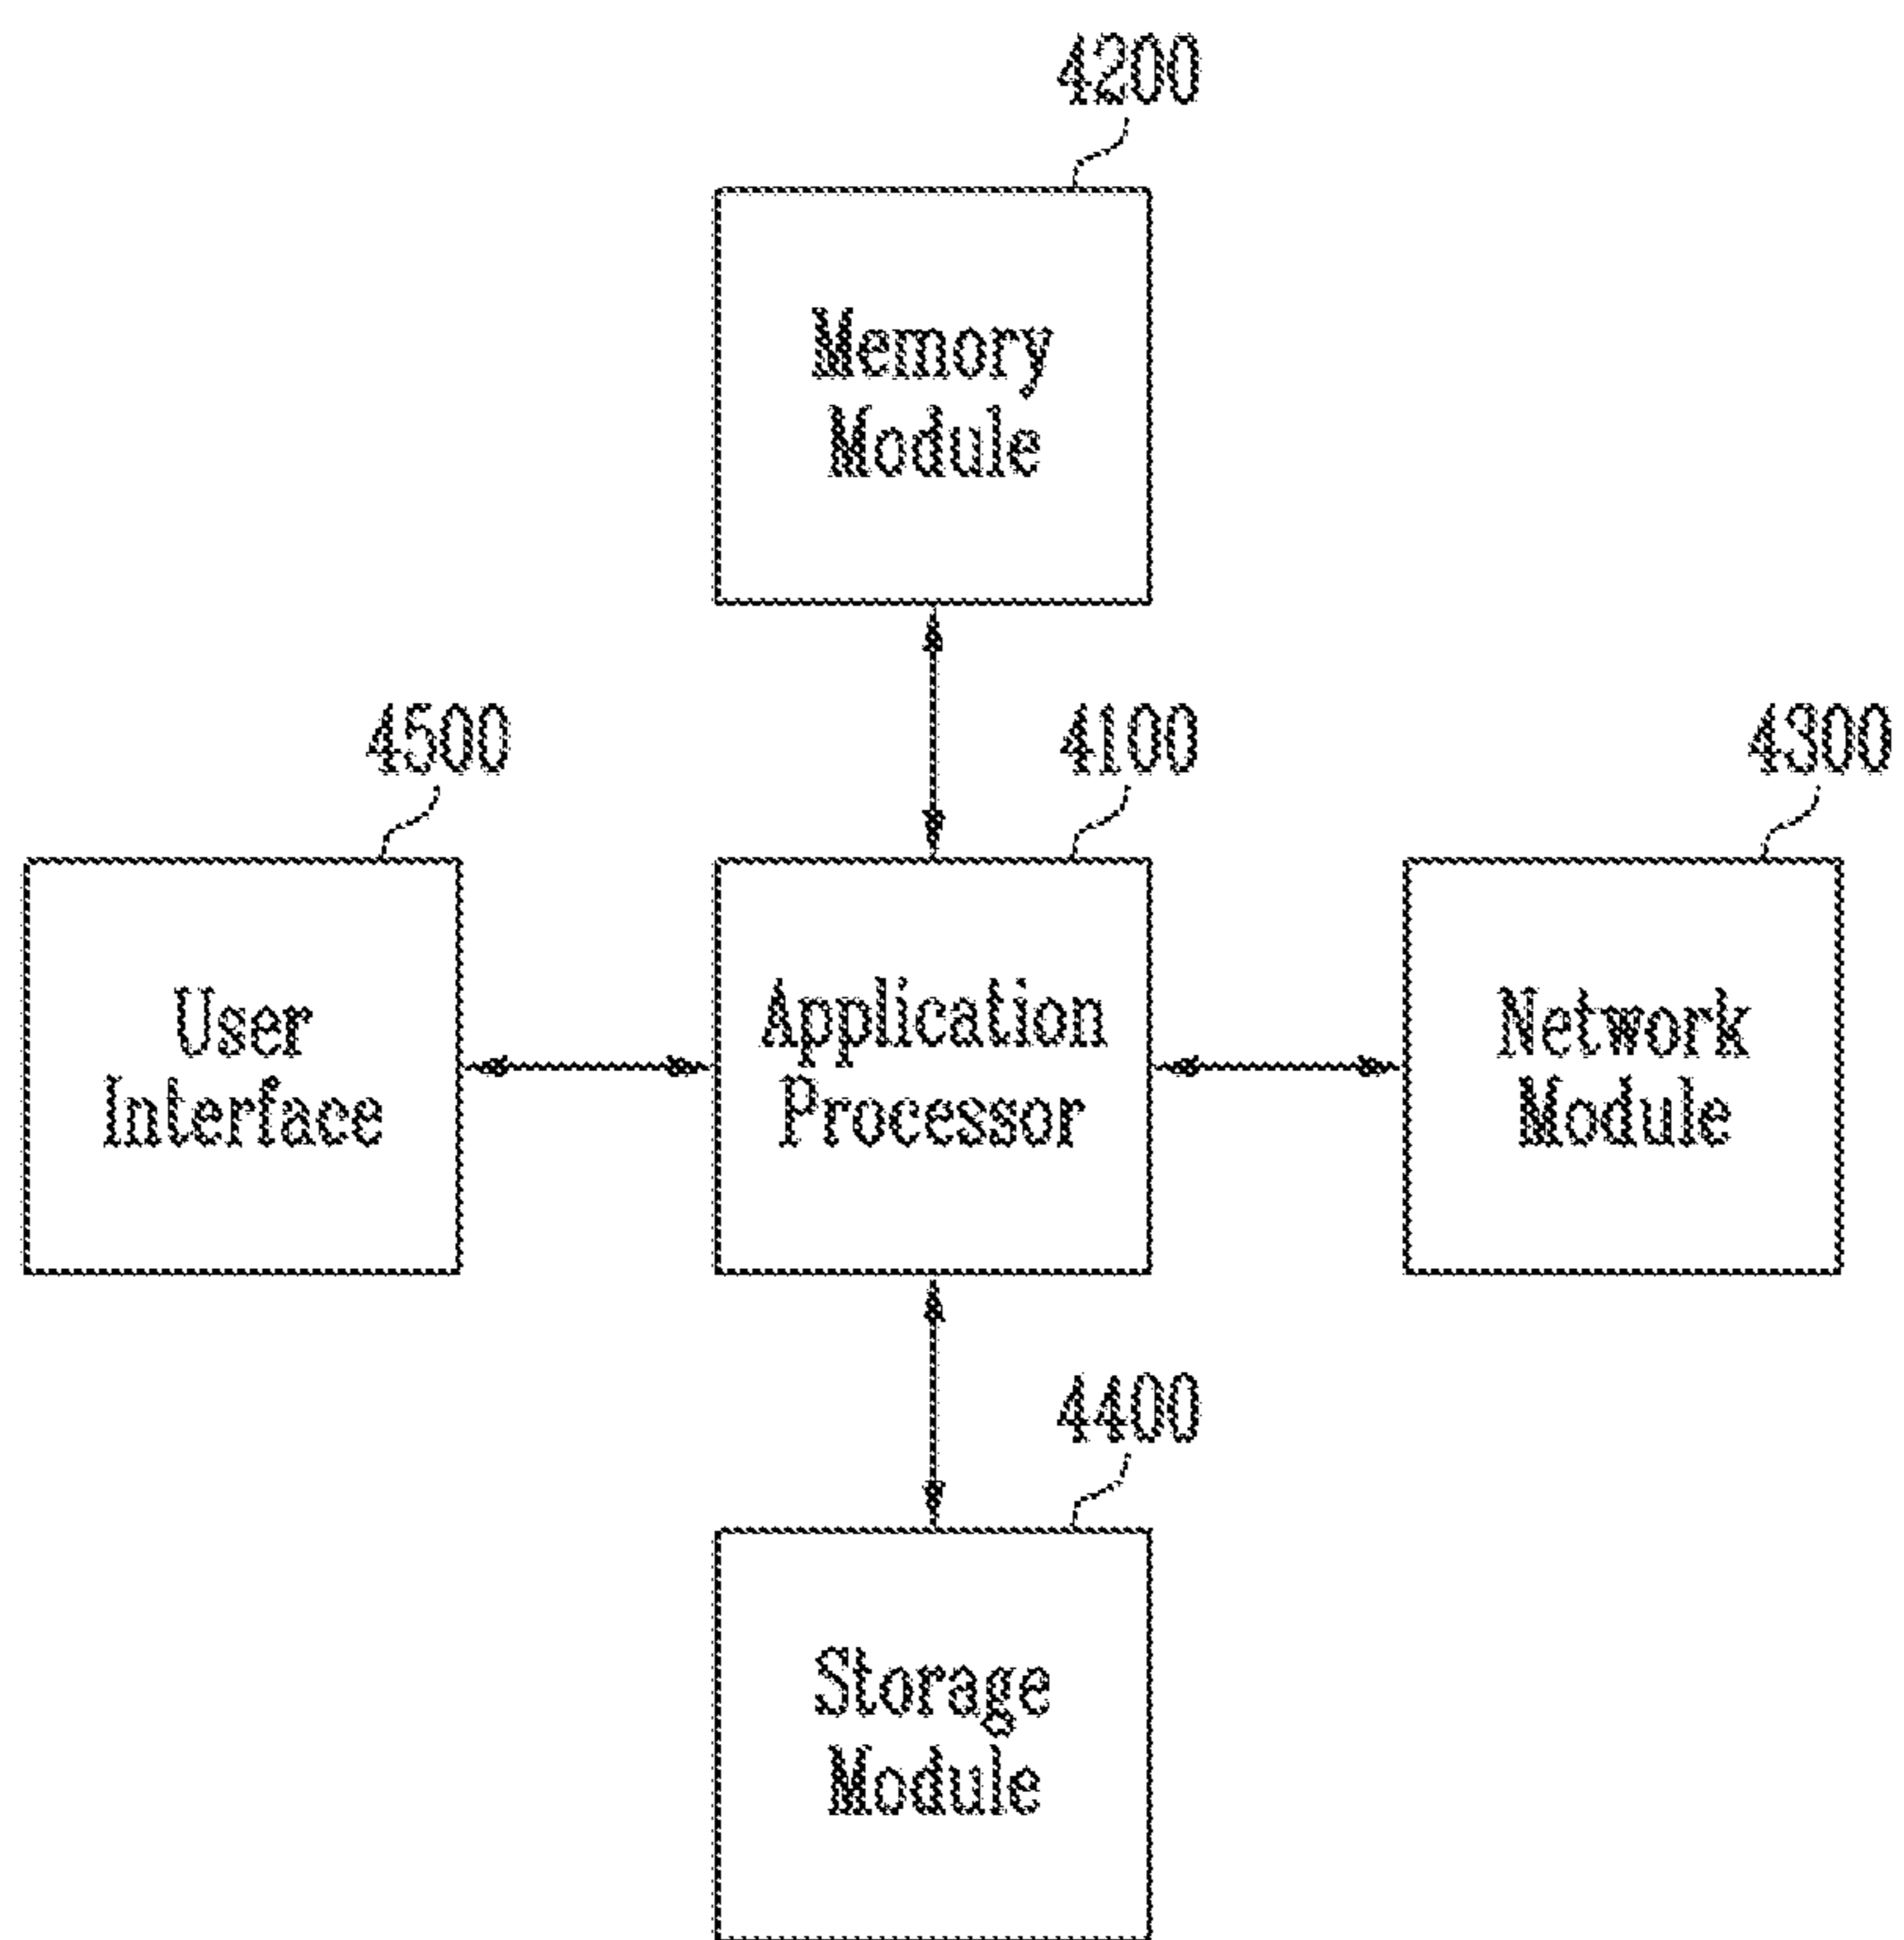 4200
Memory
Module
4500
4100
4300
User
Interface
Application
Processor
Network
Module
4400
Storage
Module